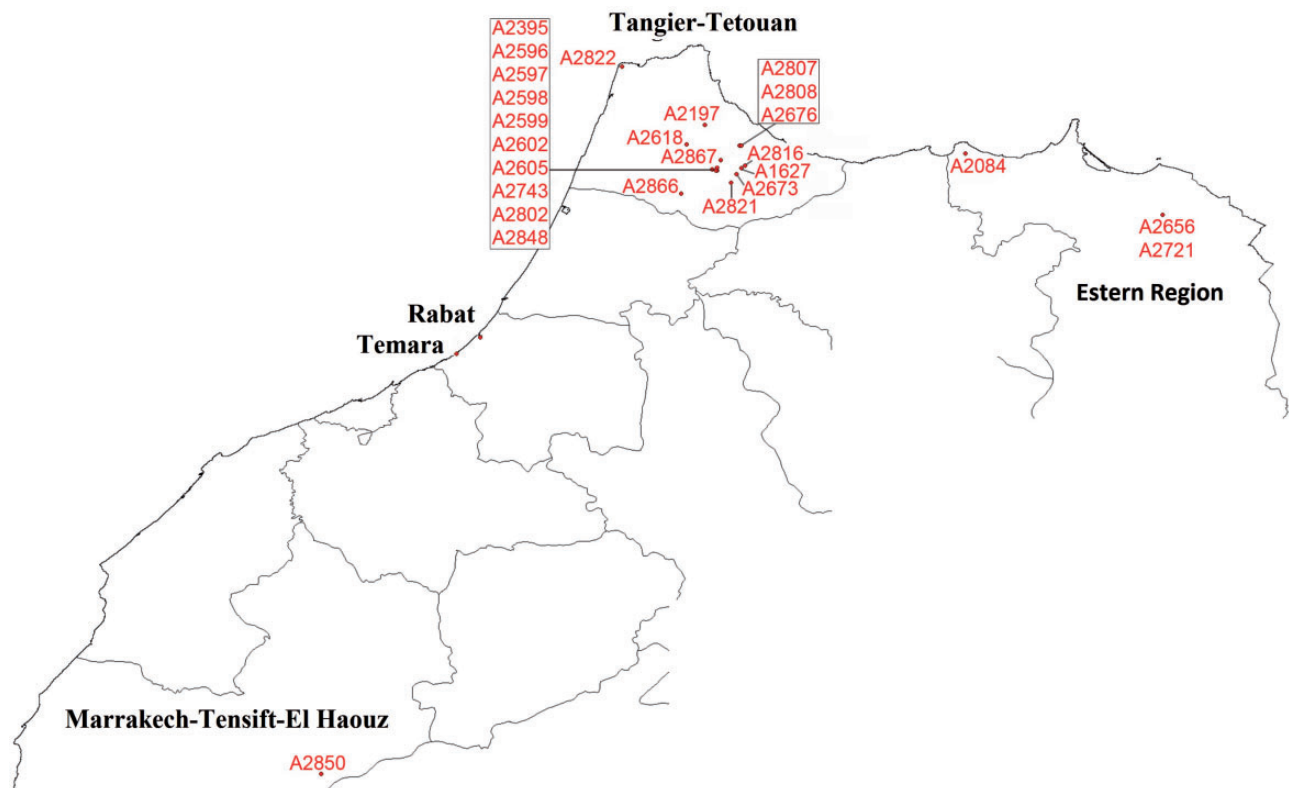 Tangier-Tetouan
A2395
A2596
A2597
A2598
A2599
A2602
A2605
A2743
A2802
A2848
A2822
A2807
A2808
A2676
A2197
A2618
A2867
A2816
A1627
A2673
A2866
A2821
A2084
A2656
A2721
Estern Region
Rabat
Temara
Marrakech-Tensift-El Haouz
A2850